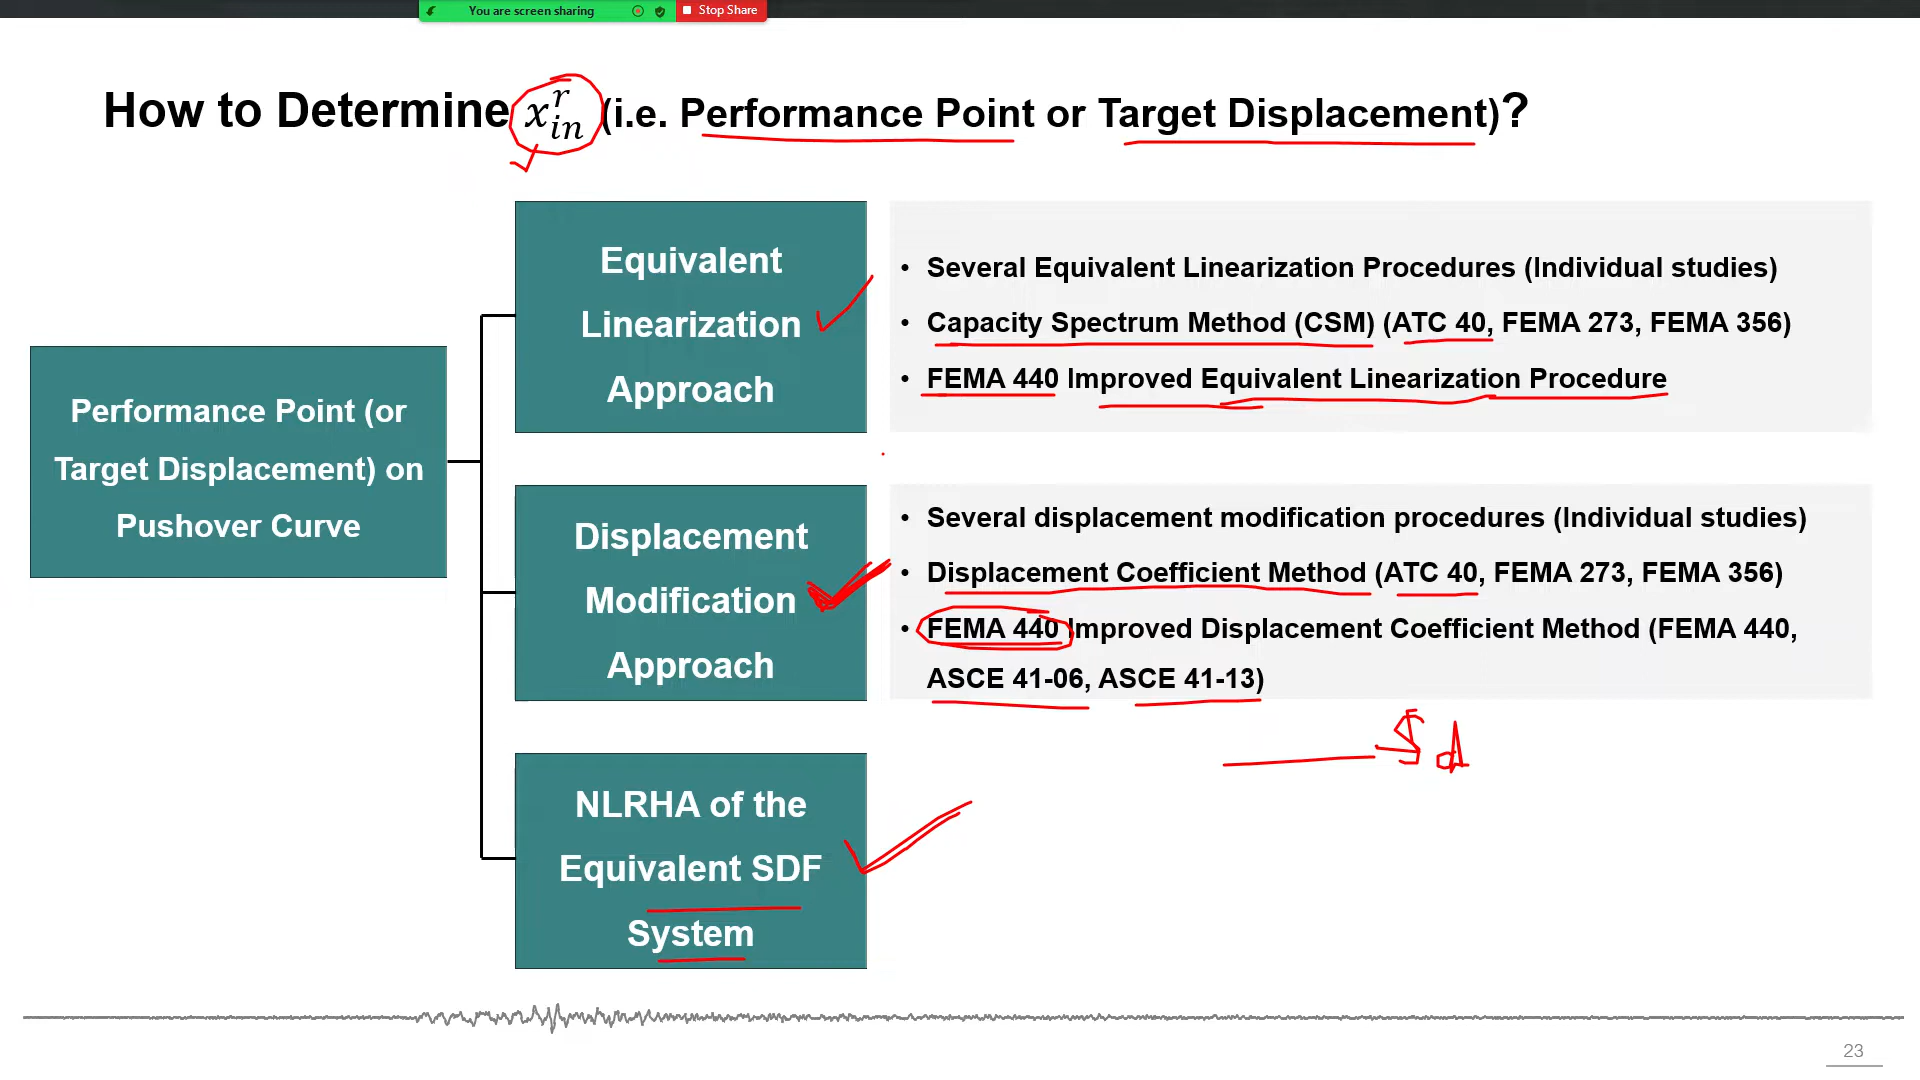 You are screen sharing
Stop Share
How to Determine x_{in}^{r} (i.e. Performance Point or Target Displacement)?
Performance Point (or
Target Displacement) on
Pushover Curve
Equivalent
Linearization
Approach
• Several Equivalent Linearization Procedures (Individual studies)
• Capacity Spectrum Method (CSM) (ATC 40, FEMA 273, FEMA 356)
• FEMA 440 Improved Equivalent Linearization Procedure
Displacement
Modification
Approach
• Several displacement modification procedures (Individual studies)
• Displacement Coefficient Method (ATC 40, FEMA 273, FEMA 356)
• FEMA 440 Improved Displacement Coefficient Method (FEMA 440,
ASCE 41-06, ASCE 41-13)
Sd
NLRHA of the
Equivalent SDF
System
23